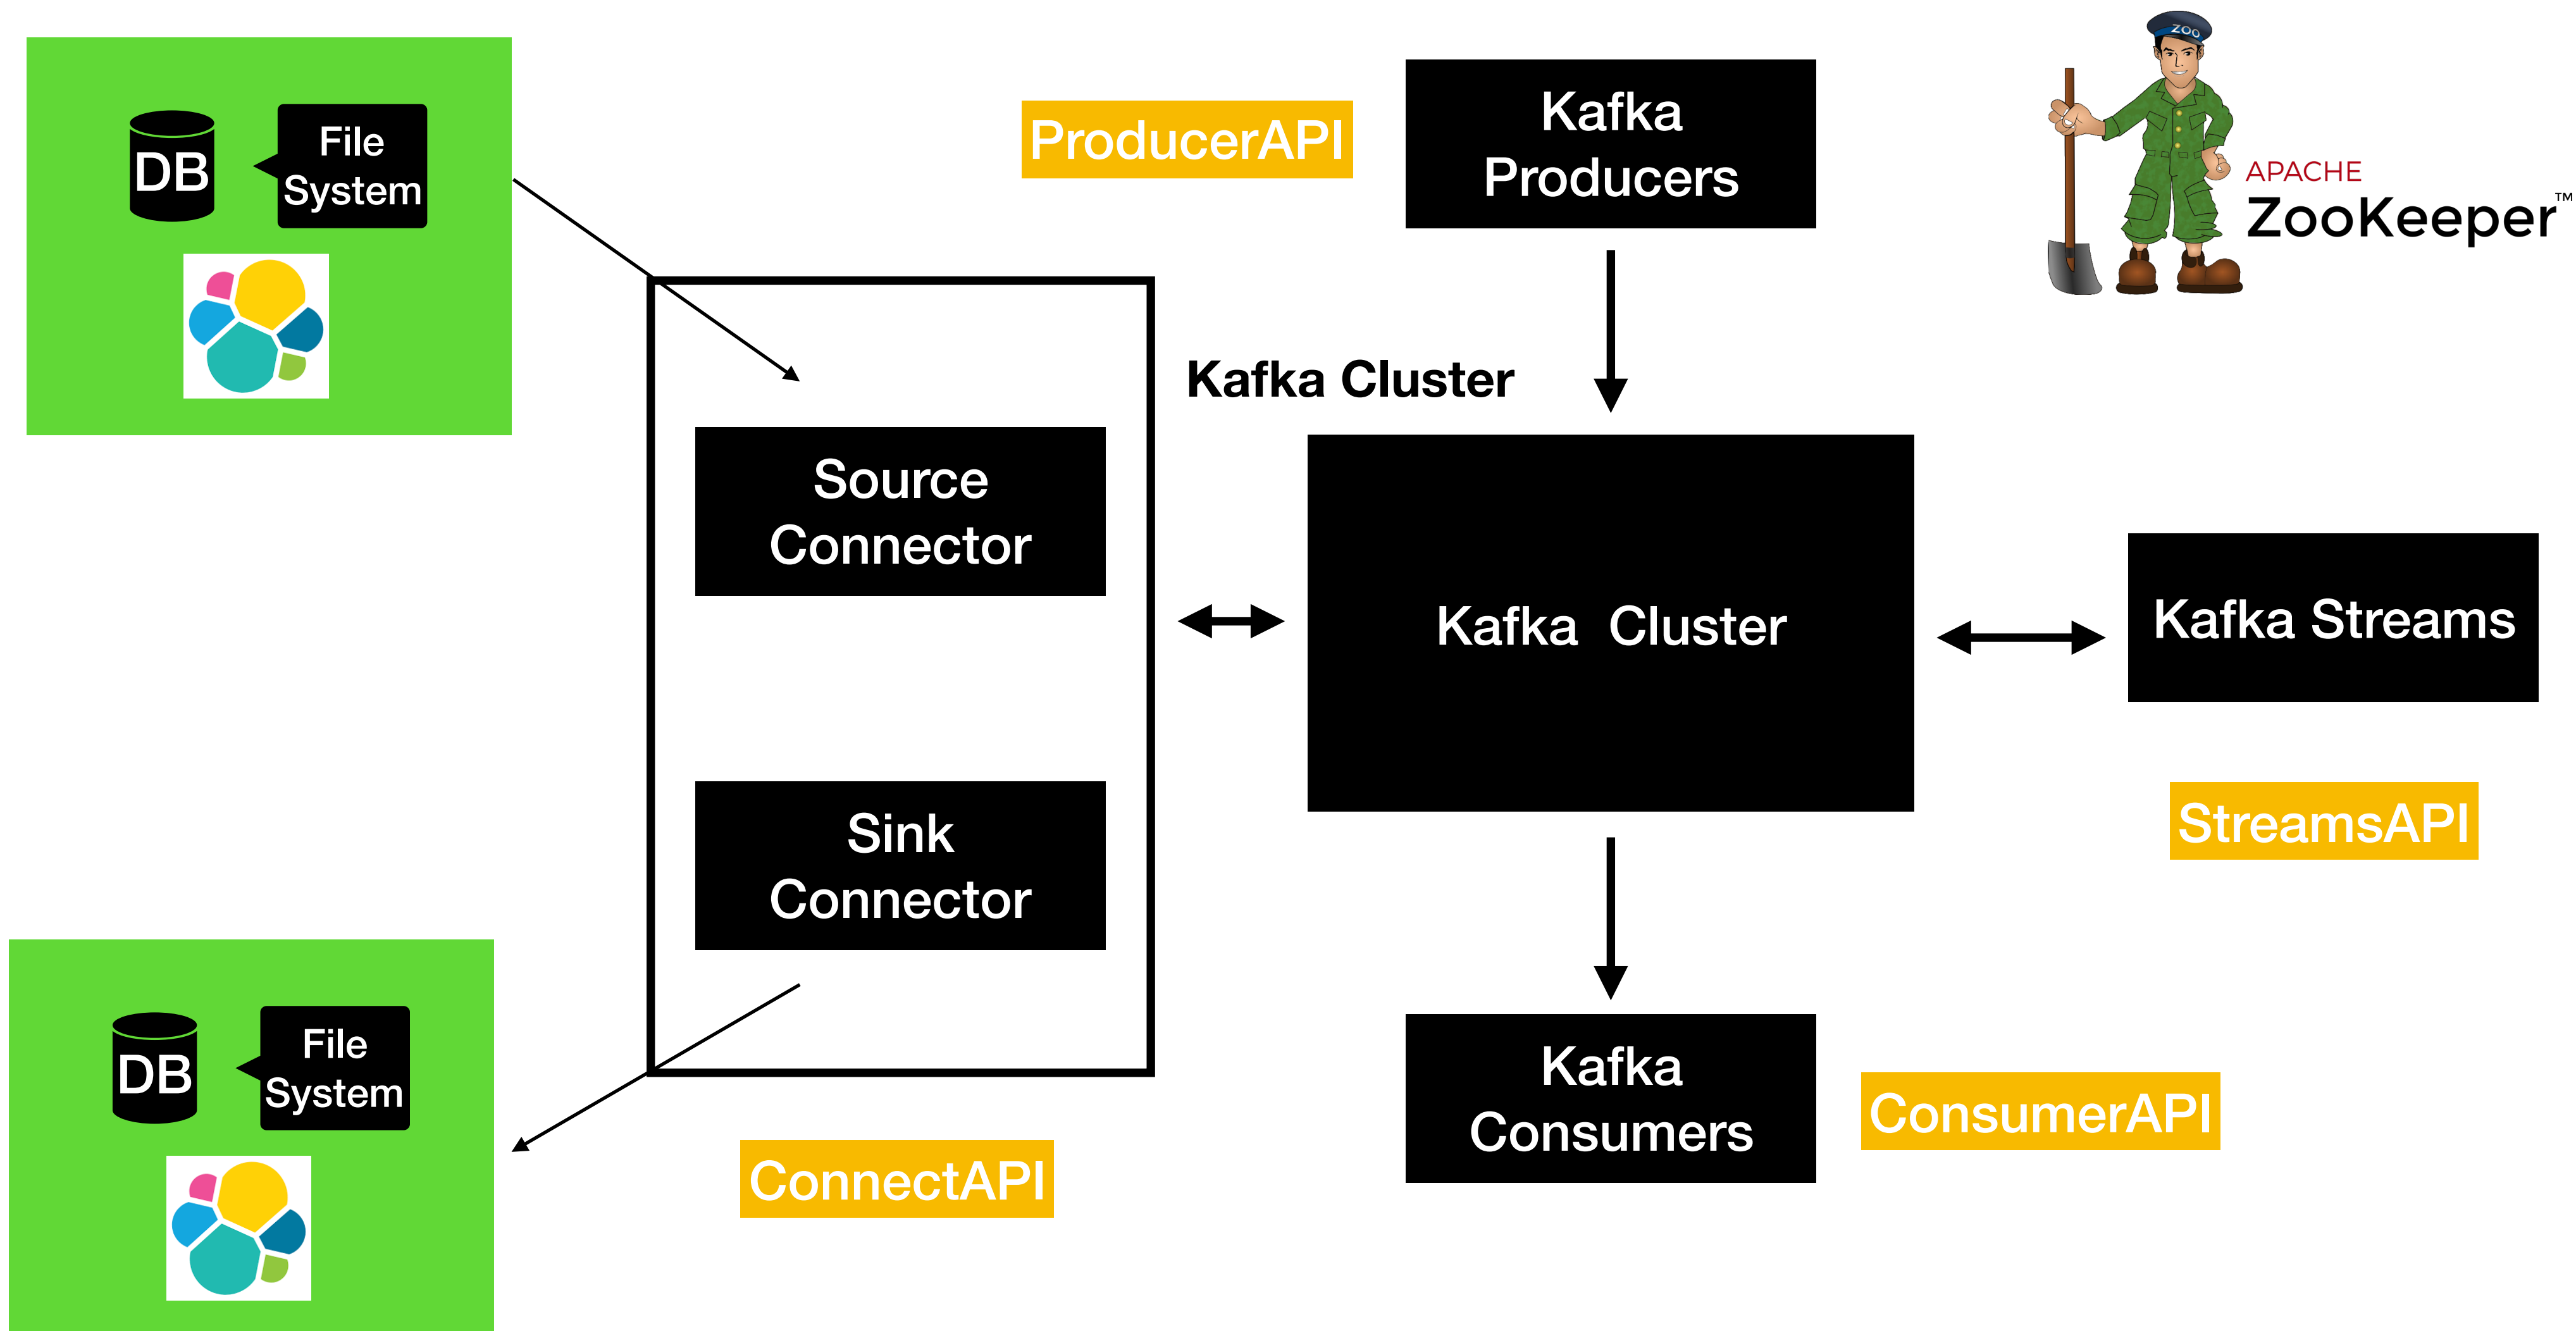 DB
File
System
ProducerAPI
Kafka
Producers
ZOO
APACHE
ZooKeeper™
Kafka Cluster
Source
Connector
Kafka Cluster
Kafka Streams
Sink
Connector
StreamsAPI
DB
File
System
ConnectAPI
Kafka
Consumers
ConsumerAPI